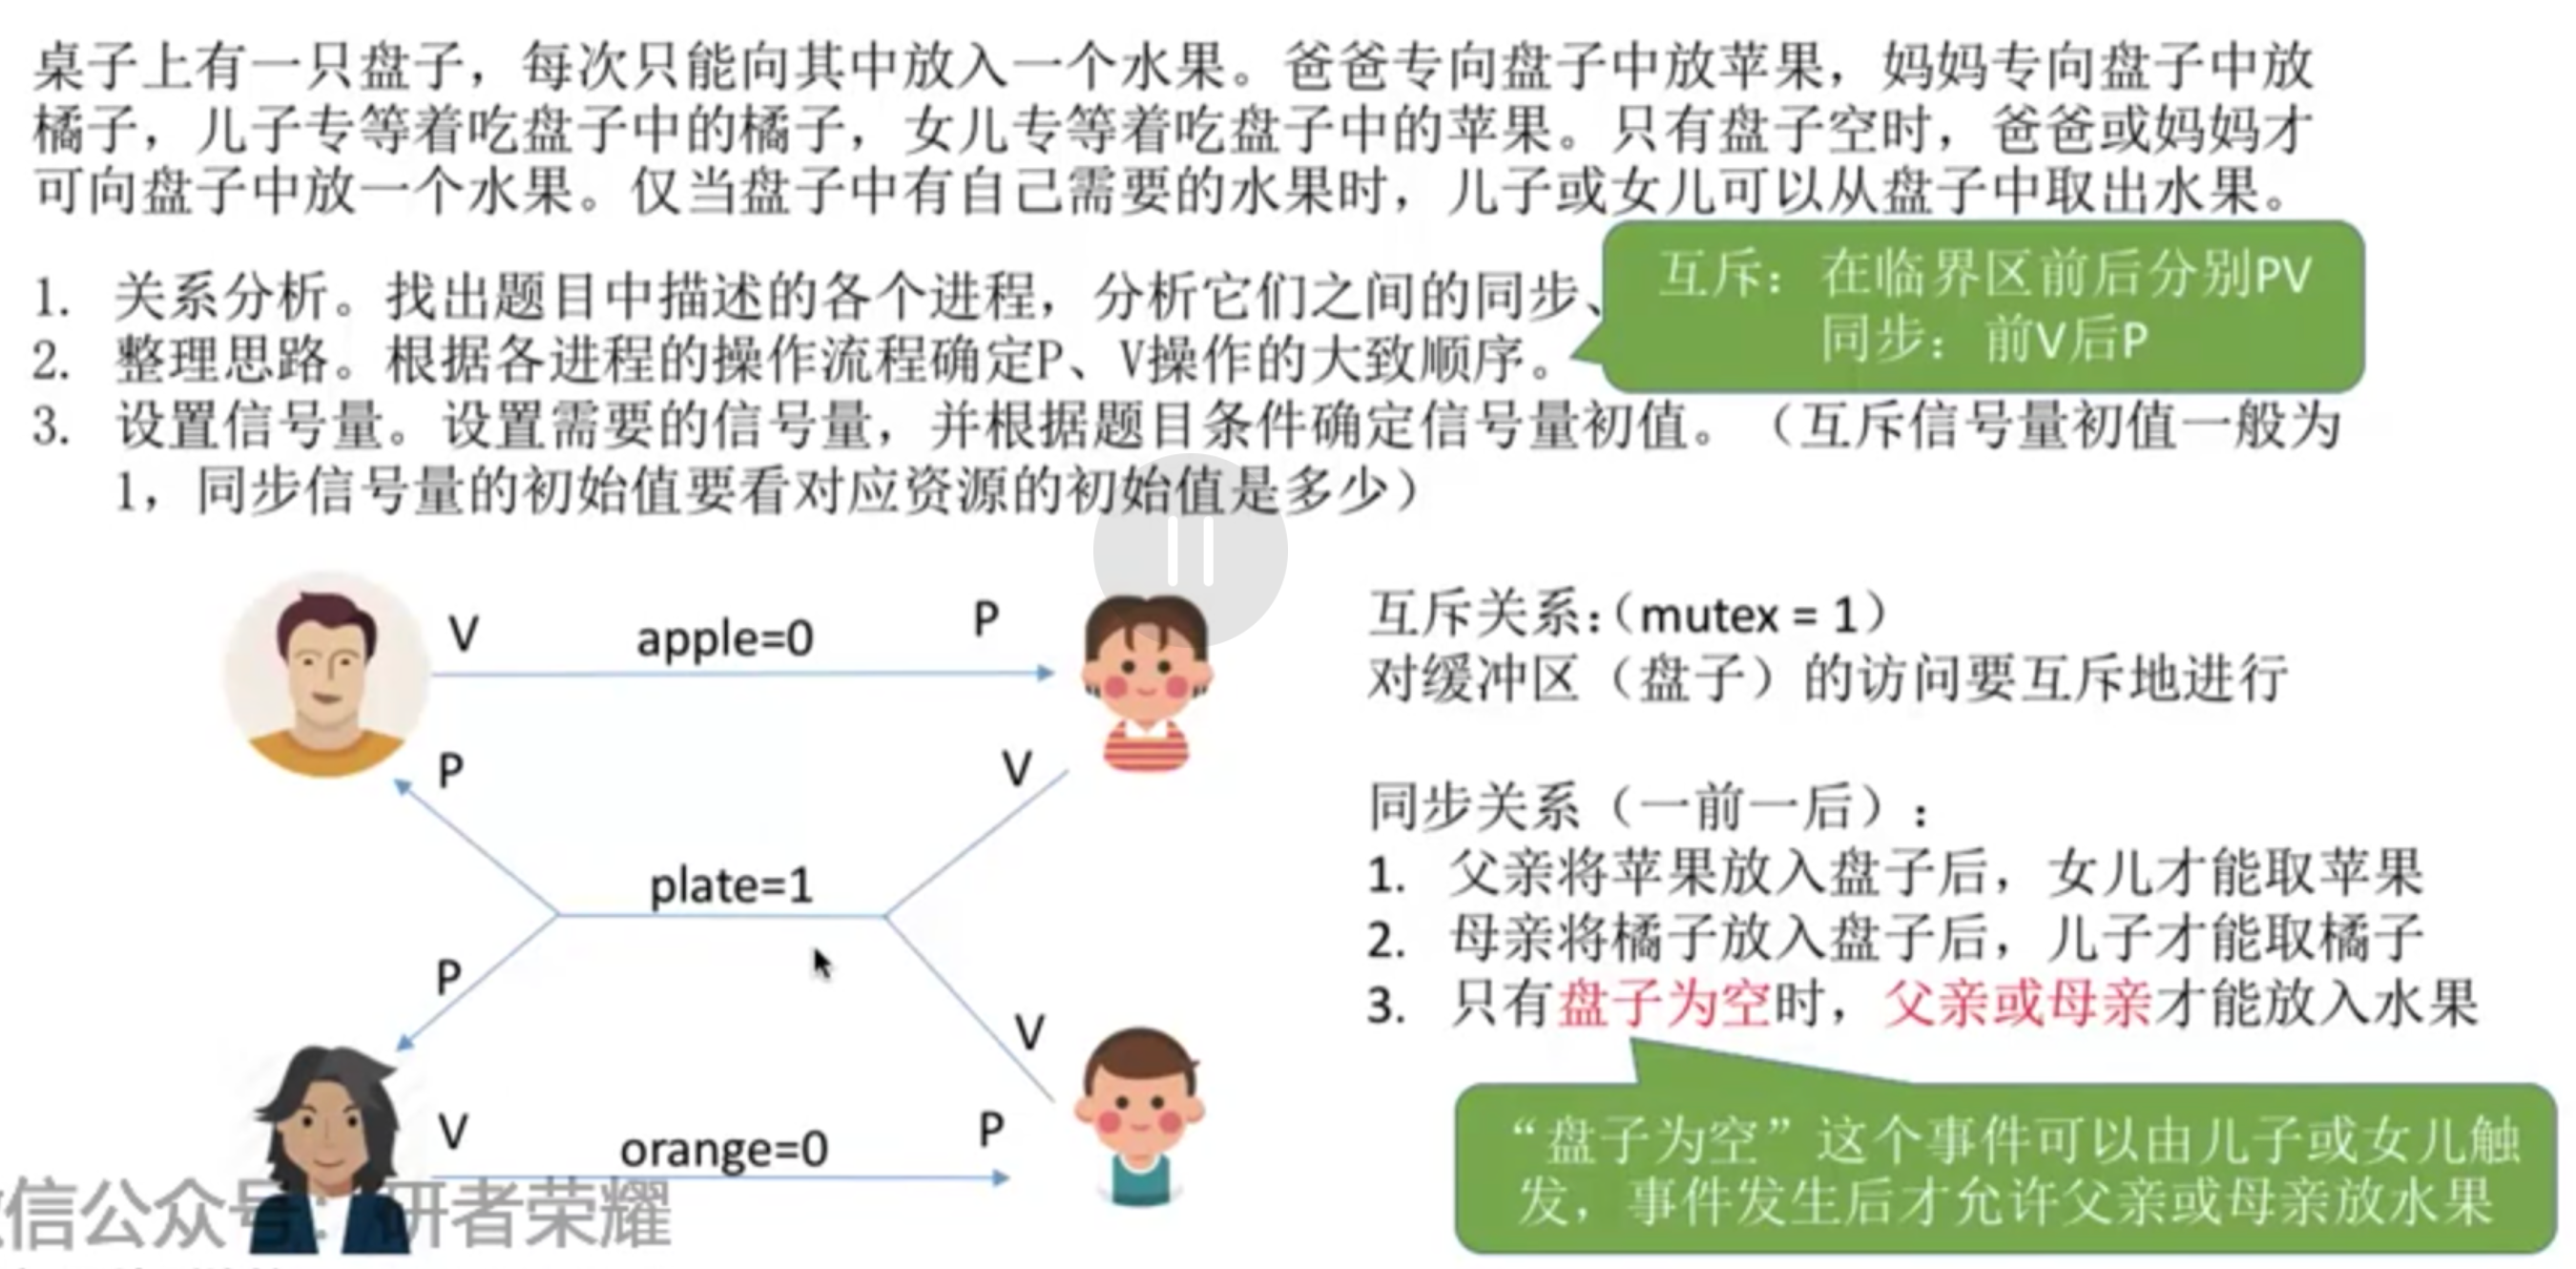 桌子上有一只盘子，每次只能向其中放入一个水果。爸爸专向盘子中放苹果，妈妈专向盘子中放
橘子，儿子专等着吃盘子中的橘子，女儿专等着吃盘子中的苹果。只有盘子空时，爸爸或妈妈才
可向盘子中放一个水果。仅当盘子中有自己需要的水果时，儿子或女儿可以从盘子中取出水果。
1. 关系分析。找出题目中描述的各个进程，分析它们之间的同步、
2. 整理思路。根据各进程的操作流程确定P、V操作的大致顺序。
3. 设置信号量。设置需要的信号量，并根据题目条件确定信号量初值。（互斥信号量初值一般为
1，同步信号量的初始值要看对应资源的初始值是多少）
互斥：在临界区前后分别PV
同步：前V后P
V apple=0 P
P
V
plate=1
P
V
V orange=0 P
互斥关系：（mutex = 1）
对缓冲区（盘子）的访问要互斥地进行
同步关系（一前一后）：
1. 父亲将苹果放入盘子后，女儿才能取苹果
2. 母亲将橘子放入盘子后，儿子才能取橘子
3. 只有盘子为空时，父亲或母亲才能放入水果
“盘子为空”这个事件可以由儿子或女儿触
发，事件发生后才允许父亲或母亲放水果
信公众号：研者荣耀